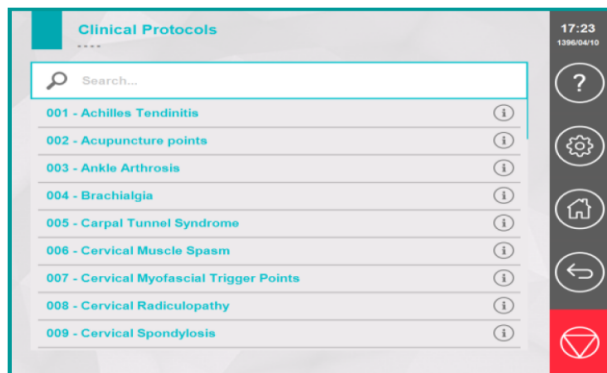 Clinical Protocols
17:23
1396/04/10
Search...
?
001 - Achilles Tendinitis
002 - Acupuncture points
003 - Ankle Arthrosis
004 - Brachialgia
005 - Carpal Tunnel Syndrome
006 - Cervical Muscle Spasm
007 - Cervical Myofascial Trigger Points
008 - Cervical Radiculopathy
009 - Cervical Spondylosis